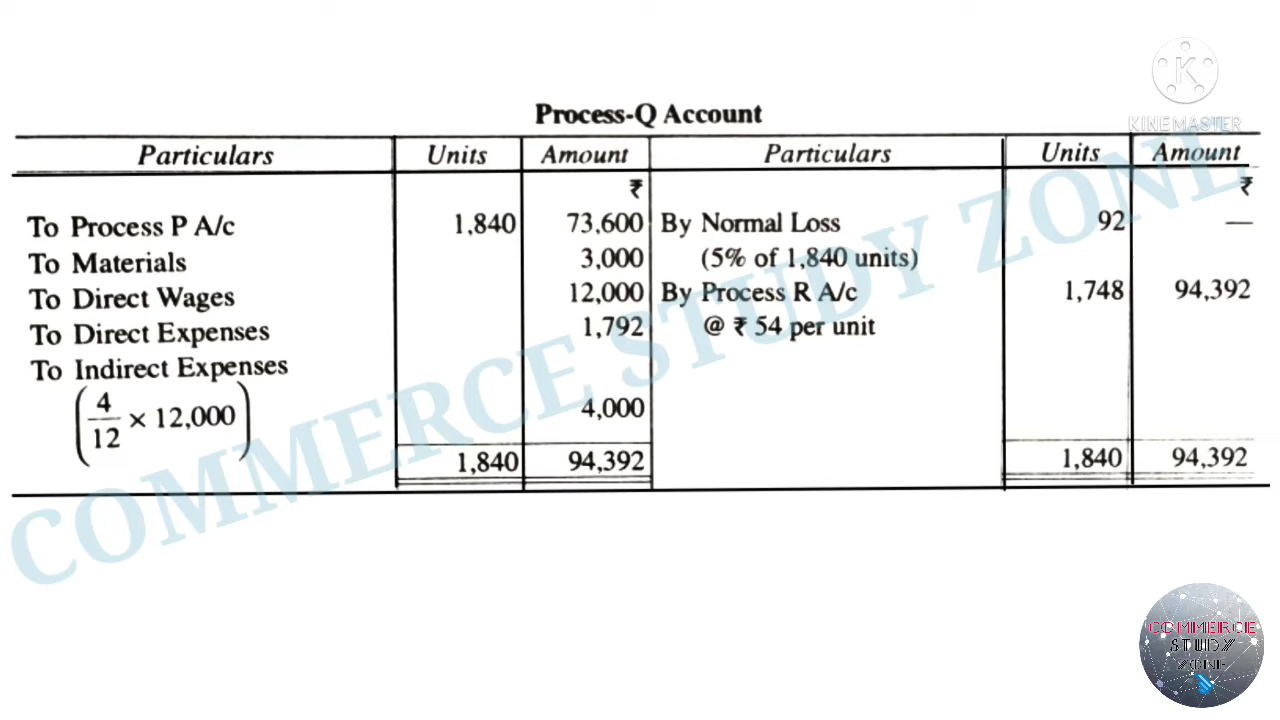 K
KINEMASTER
Process-Q Account
Particulars Units Amount Particulars Units Amount
₹ ₹
To Process P A/c 1,840 73,600 By Normal Loss 92 —
To Materials 3,000 (5% of 1,840 units)
To Direct Wages 12,000 By Process R A/c 1,748 94,392
To Direct Expenses 1,792 @ ₹ 54 per unit
To Indirect Expenses
(4/12 × 12,000) 4,000
1,840 94,392 1,840 94,392
COMMERCE STUDY ZONE
COMMERCE
STUDY
ZONE